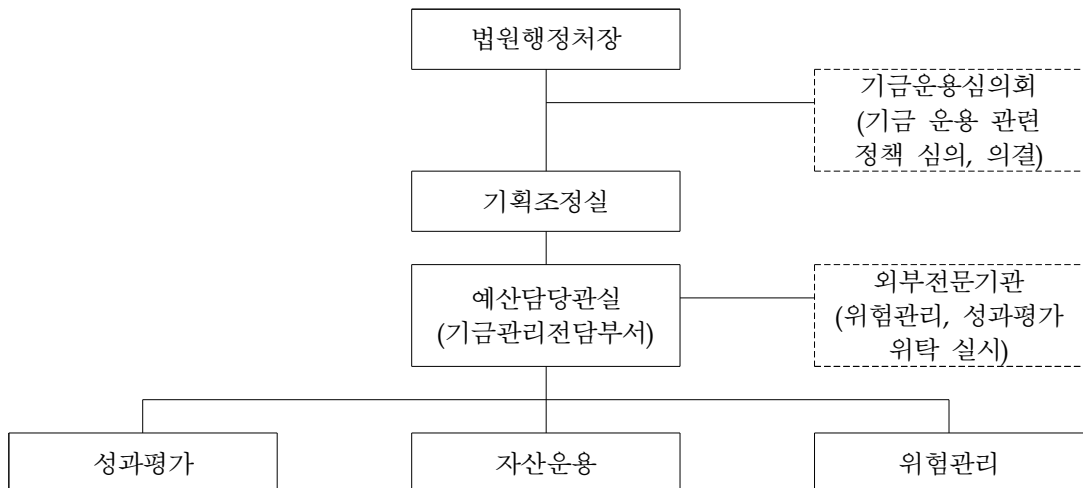 법원행정처장
기금운용심의회
(기금 운용 관련
정책 심의, 의결)
기획조정실
예산담당관실
(기금관리전담부서)
외부전문기관
(위험관리, 성과평가
위탁 실시)
성과평가
자산운용
위험관리